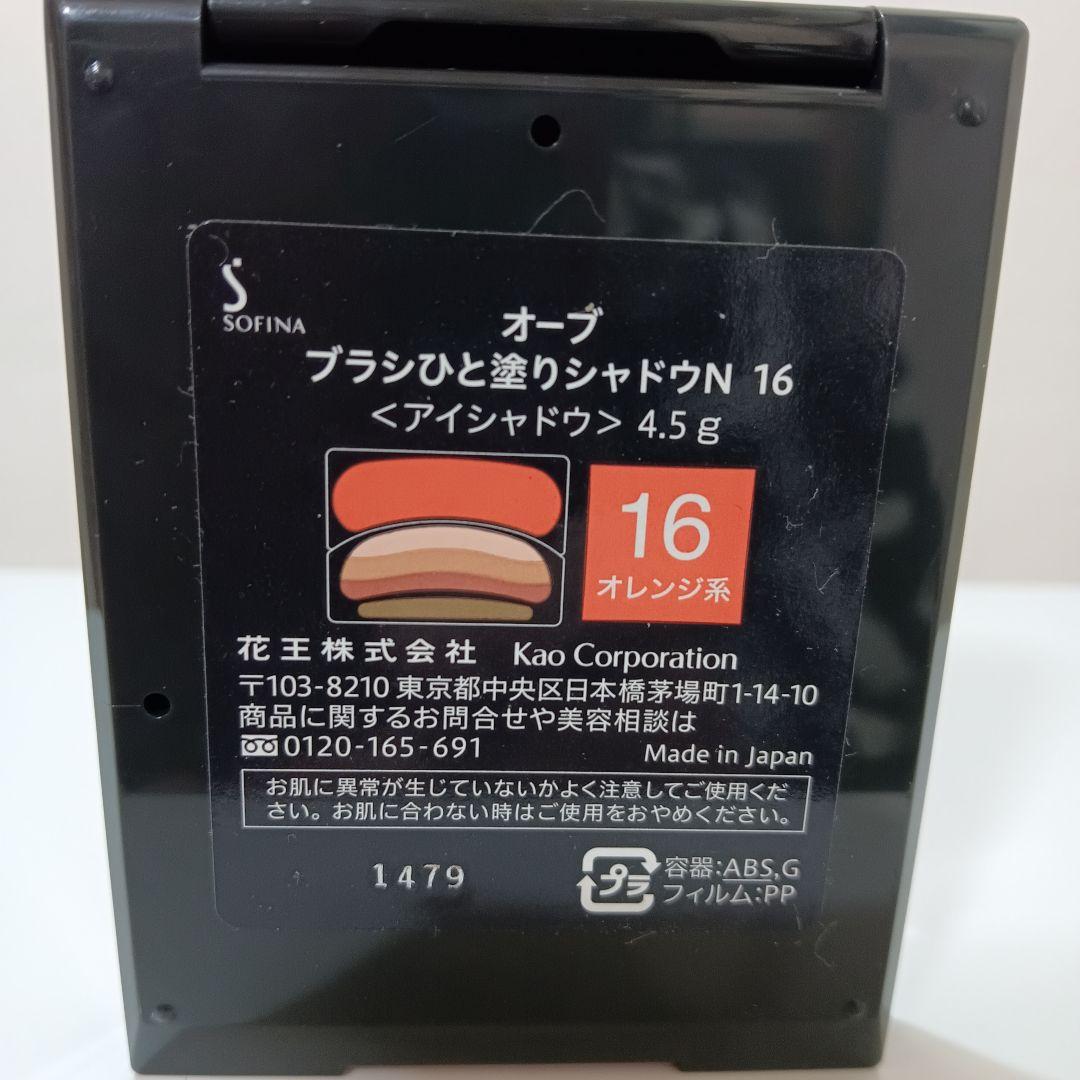 S
SOFINA
オーブ
ブラシひと塗りシャドウN 16
<アイシャドウ> 4.5g
16
オレンジ系
花王株式会社 Kao Corporation
〒103-8210 東京都中央区日本橋茅場町1-14-10
商品に関するお問合せや美容相談は
0120-165-691
Made in Japan
お肌に異常が生じていないかよく注意してご使用くだ
さい。お肌に合わない時はご使用をおやめください。
1479
プラ
容器:ABS,G
フィルム:PP